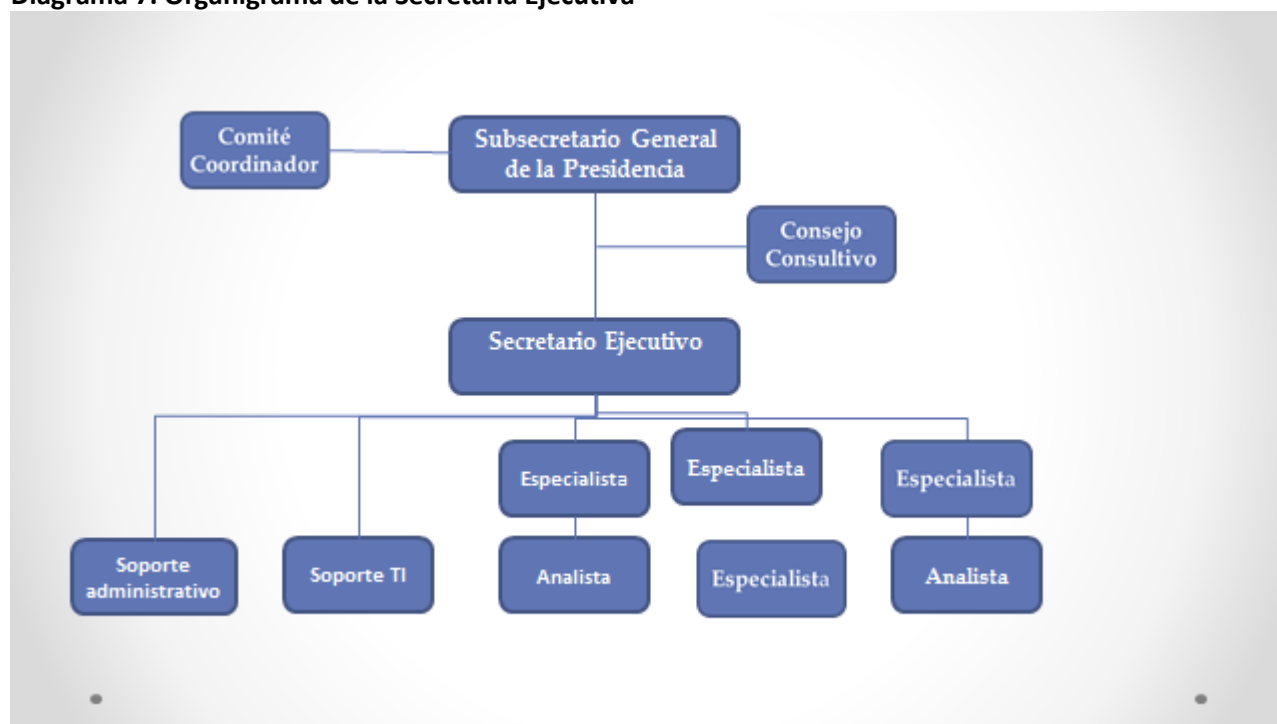 Diagrama 7. Organigrama de la Secretaría Ejecutiva
Comité
Coordinador
Subsecretario General
de la Presidencia
Consejo
Consultivo
Secretario Ejecutivo
Especialista
Especialista
Especialista
Soporte
administrativo
Soporte TI
Analista
Especialista
Analista